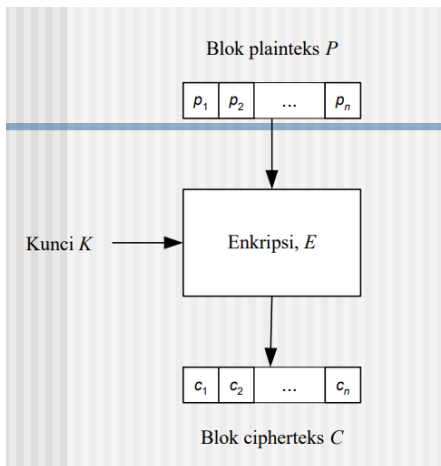 Blok plainteks P
p1 p2 ... pn
Kunci K
Enkripsi, E
c1 c2 ... cn
Blok cipherteks C